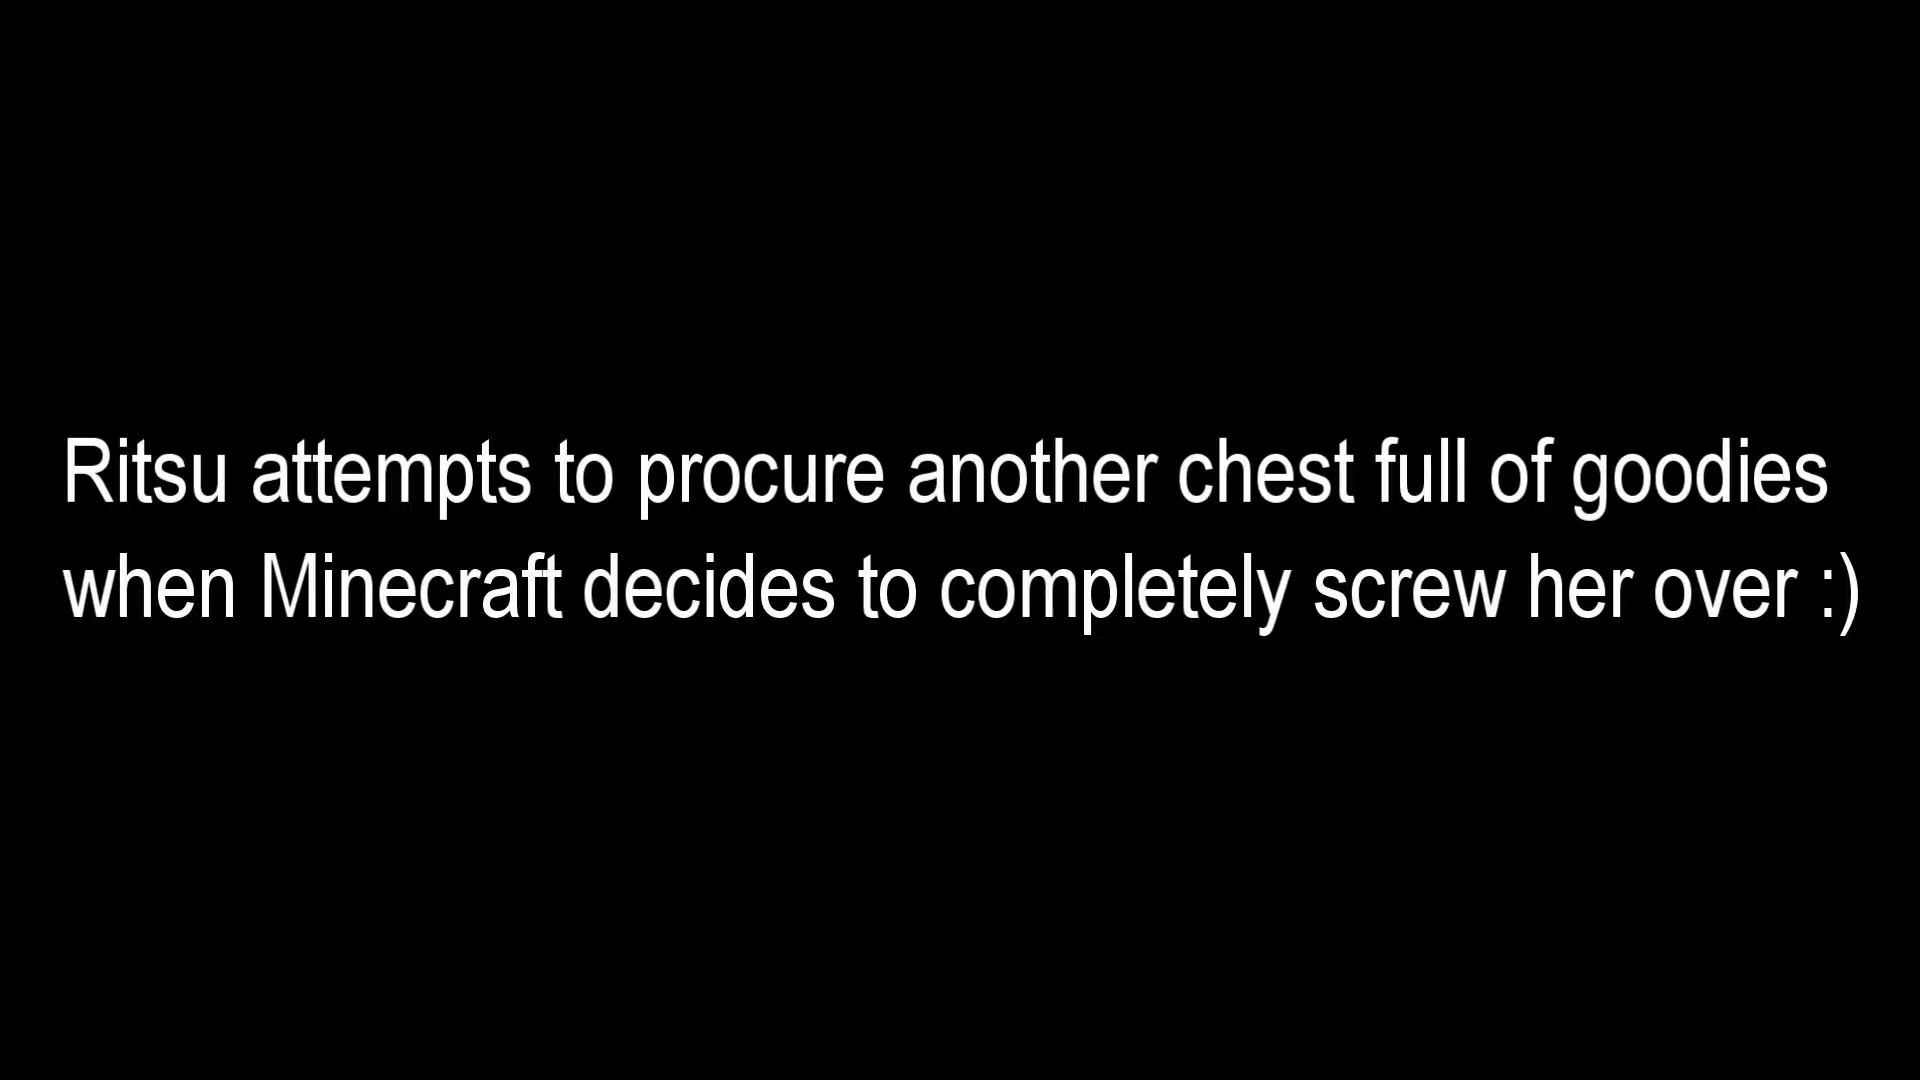 Ritsu attempts to procure another chest full of goodies
when Minecraft decides to completely screw her over :)